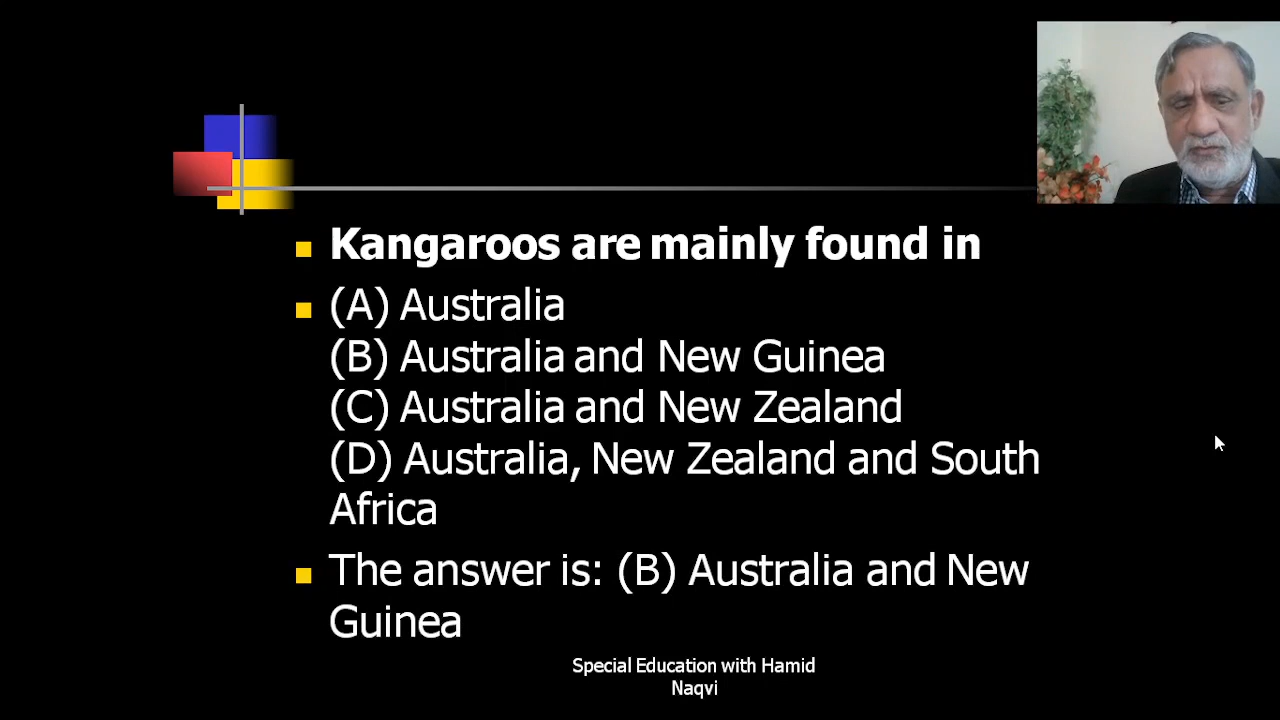 Kangaroos are mainly found in
(A) Australia
(B) Australia and New Guinea
(C) Australia and New Zealand
(D) Australia, New Zealand and South
Africa
The answer is: (B) Australia and New
Guinea
Special Education with Hamid
Naqvi